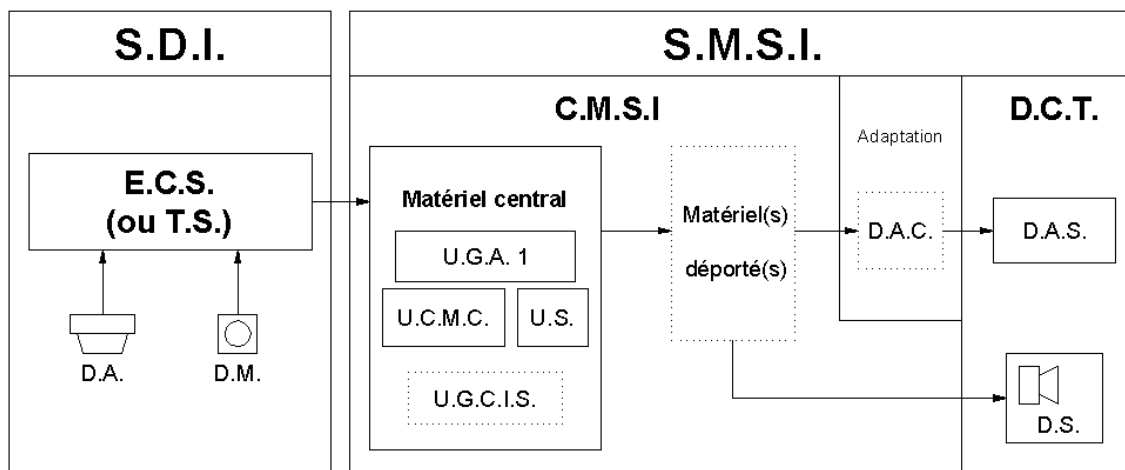 S.D.I.
E.C.S.
(ou T.S.)
D.A.
D.M.
S.M.S.I.
C.M.S.I
Matériel central
U.G.A. 1
U.C.M.C.
U.S.
U.G.C.I.S.
Matériel(s)
déporté(s)
Adaptation
D.A.C.
D.C.T.
D.A.S.
D.S.